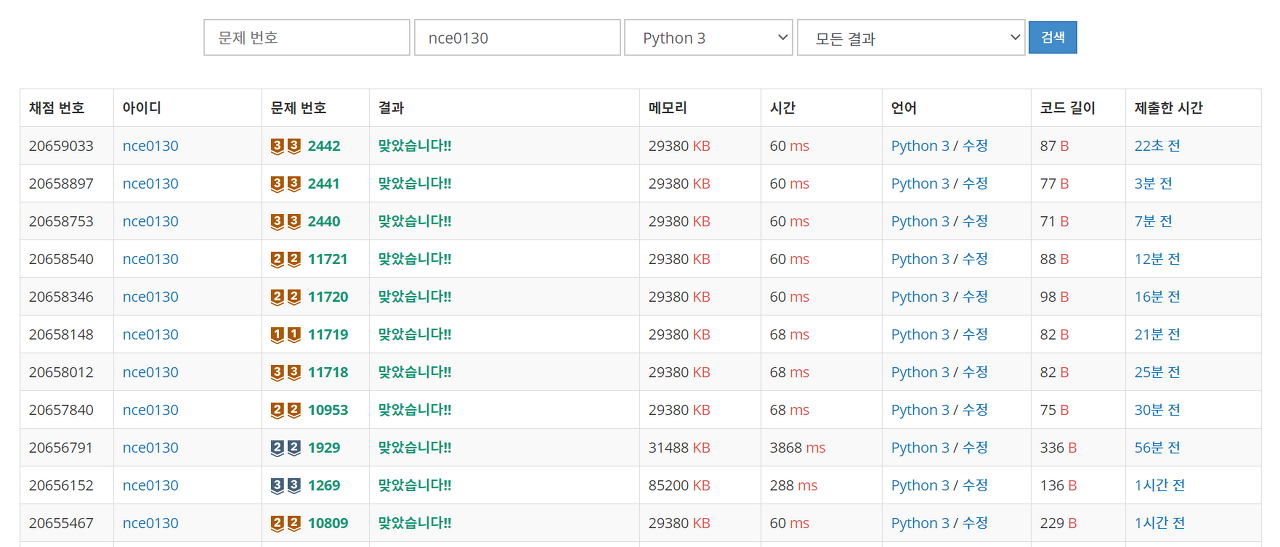 문제 번호 nce0130 Python 3 모든 결과 검색
채점 번호 아이디 문제 번호 결과 메모리 시간 언어 코드 길이 제출한 시간
20659033 nce0130 3 3 2442 맞았습니다!! 29380 KB 60 ms Python 3 / 수정 87 B 22초 전
20658897 nce0130 3 3 2441 맞았습니다!! 29380 KB 60 ms Python 3 / 수정 77 B 3분 전
20658753 nce0130 3 3 2440 맞았습니다!! 29380 KB 60 ms Python 3 / 수정 71 B 7분 전
20658540 nce0130 2 2 11721 맞았습니다!! 29380 KB 60 ms Python 3 / 수정 88 B 12분 전
20658346 nce0130 2 2 11720 맞았습니다!! 29380 KB 60 ms Python 3 / 수정 98 B 16분 전
20658148 nce0130 1 1 11719 맞았습니다!! 29380 KB 68 ms Python 3 / 수정 82 B 21분 전
20658012 nce0130 3 3 11718 맞았습니다!! 29380 KB 68 ms Python 3 / 수정 82 B 25분 전
20657840 nce0130 2 2 10953 맞았습니다!! 29380 KB 68 ms Python 3 / 수정 75 B 30분 전
20656791 nce0130 2 2 1929 맞았습니다!! 31488 KB 3868 ms Python 3 / 수정 336 B 56분 전
20656152 nce0130 3 3 1269 맞았습니다!! 85200 KB 288 ms Python 3 / 수정 136 B 1시간 전
20655467 nce0130 2 2 10809 맞았습니다!! 29380 KB 60 ms Python 3 / 수정 229 B 1시간 전